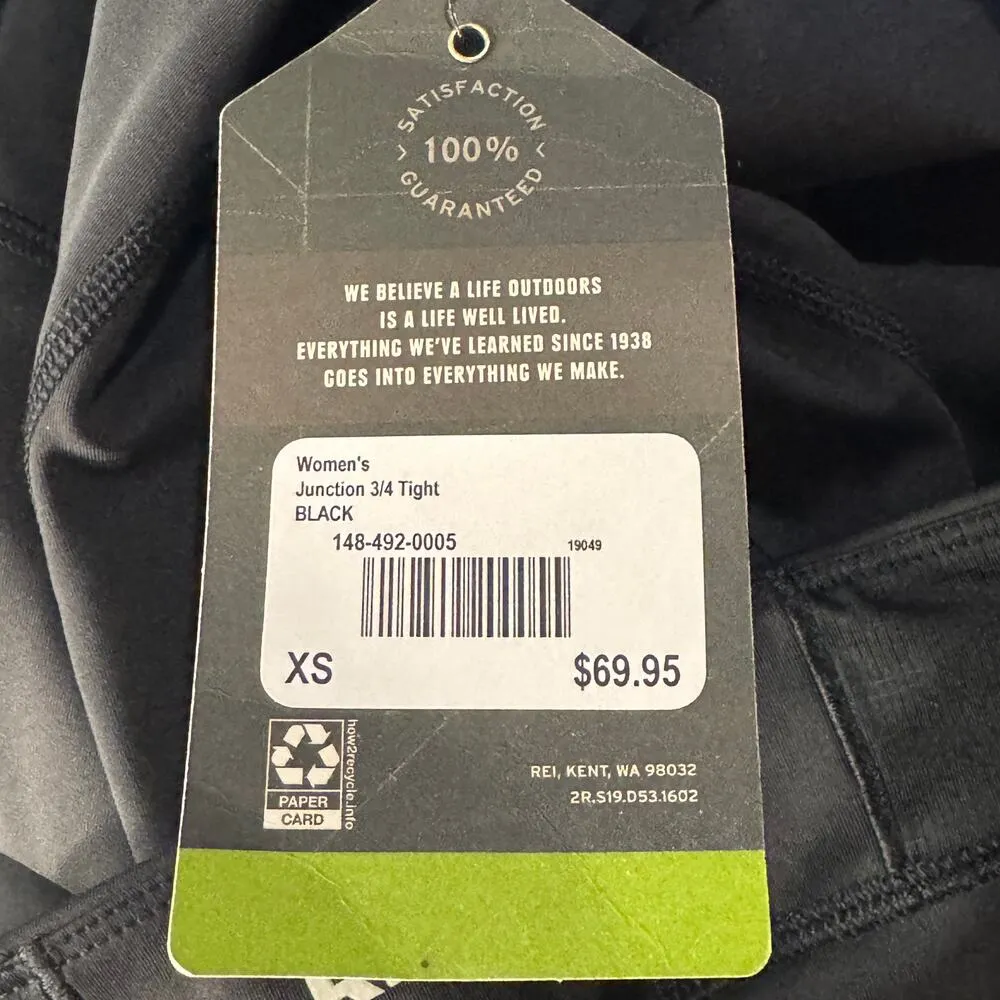 SATISFACTION
100%
GUARANTEED
WE BELIEVE A LIFE OUTDOORS
IS A LIFE WELL LIVED.
EVERYTHING WE'VE LEARNED SINCE 1938
GOES INTO EVERYTHING WE MAKE.
Women's
Junction 3/4 Tight
BLACK
148-492-0005 19049
XS $69.95
how2recycle.info
PAPER
CARD
REI, KENT, WA 98032
2R.S19.D53.1602